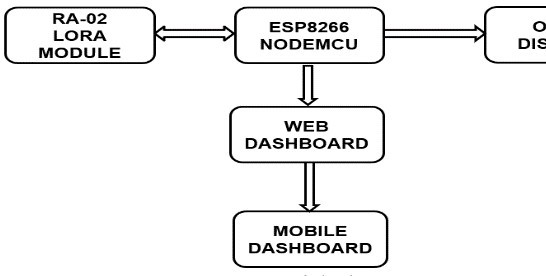 RA-02
LORA
MODULE
ESP8266
NODEMCU
WEB
DASHBOARD
MOBILE
DASHBOARD